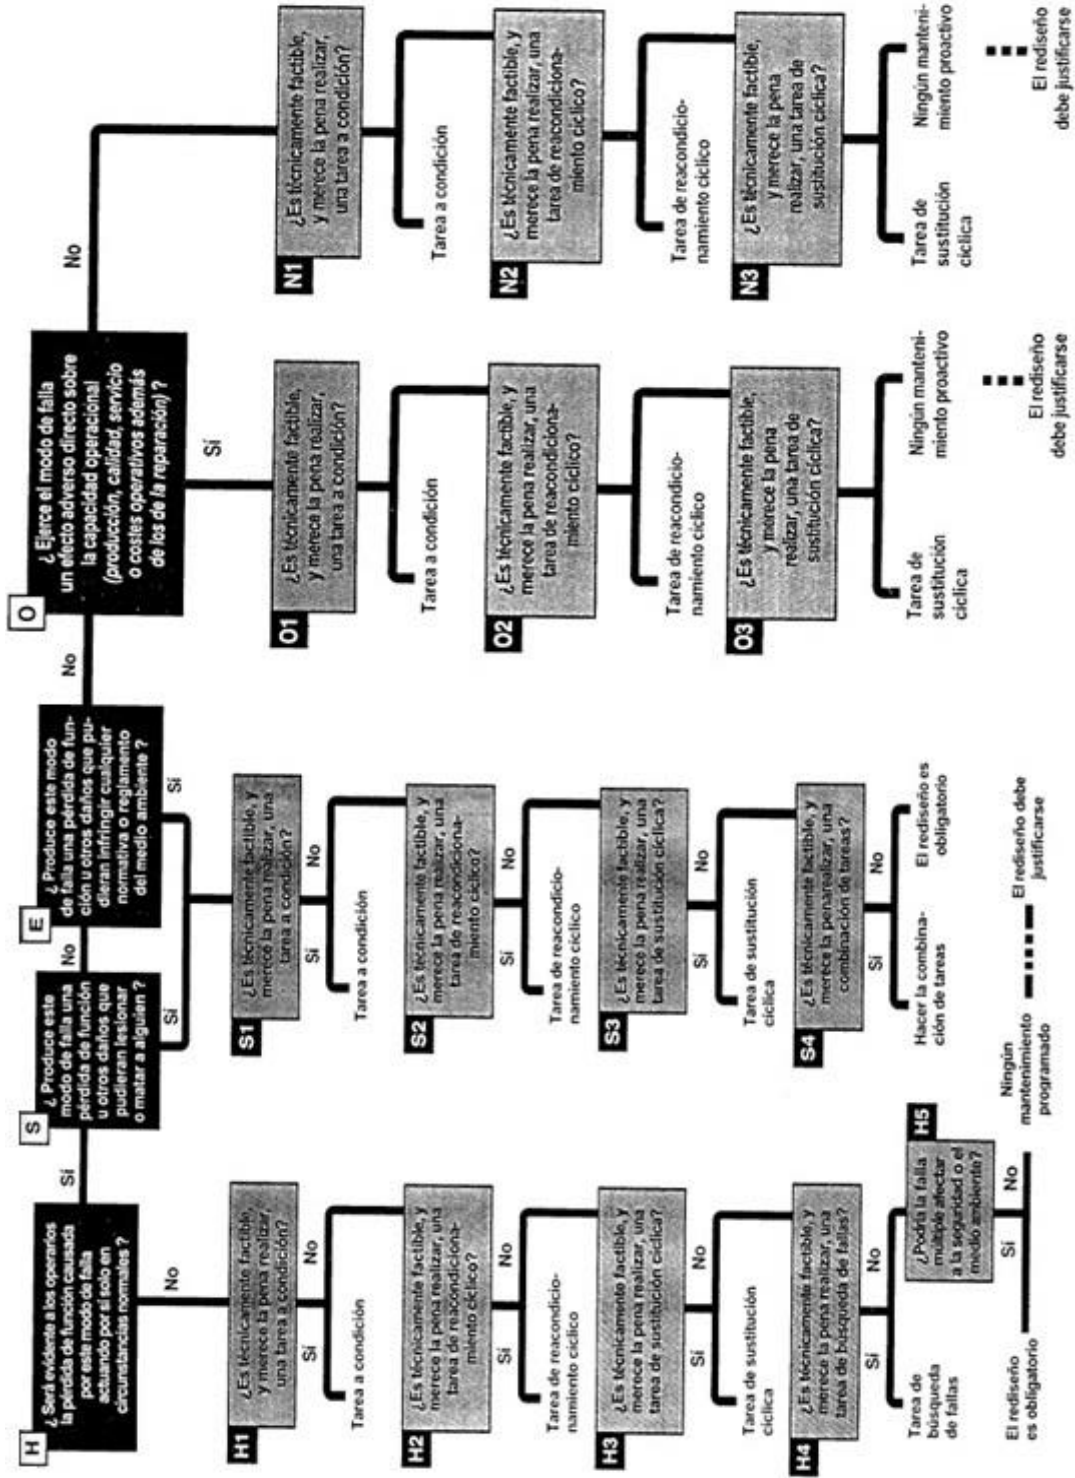 H
¿ Será evidente a los operarios
la pérdida de función causada
por este modo de falla
actuando por si solo en
circunstancias normales ?
Sí
No
S
¿ Produce este
modo de falla una
pérdida de función
u otros daños que
pudieran lesionar
o matar a alguien ?
No
Sí
E
¿ Produce este modo
de falla una pérdida de fun-
ción u otros daños que pu-
dieran infringir cualquier
normativa o reglamento
del medio ambiente ?
No
Sí
O
¿ Ejerce el modo de falla
un efecto adverso directo sobre
la capacidad operacional
(producción, calidad, servicio
o costes operativos además
de los de la reparación) ?
Sí
No
H1
¿Es técnicamente factible,
y merece la pena realizar,
una tarea a condición?
Sí
No
Tarea a condición
H2
¿Es técnicamente factible, y
merece la pena realizar, una
tarea de reacondiciona-
miento cíclico?
Sí
No
Tarea de reacondicio-
namiento cíclico
H3
¿Es técnicamente factible, y
merece la pena realizar, una
tarea de sustitución cíclica?
Sí
No
Tarea de sustitución
cíclica
H4
¿Es técnicamente factible, y
merece la pena realizar, una
tarea de búsqueda de fallas?
Sí
No
Tarea de
búsqueda
de fallas
H5
¿Podría la falla
múltiple afectar
a la seguridad o el
medio ambiente?
Sí
No
El rediseño
es obligatorio
Ningún
mantenimiento
programado
El rediseño debe
justificarse
S1
¿Es técnicamente factible, y
merece la pena realizar, una
tarea a condición?
Sí
No
Tarea a condición
S2
¿Es técnicamente factible, y
merece la pena realizar, una
tarea de reacondiciona-
miento cíclico?
Sí
No
Tarea de reacondicio-
namiento cíclico
S3
¿Es técnicamente factible, y
merece la pena realizar, una
tarea de sustitución cíclica?
Sí
No
Tarea de sustitución
cíclica
S4
¿Es técnicamente factible, y
merece la penarealizar, una
combinación de tareas?
Sí
No
Hacer la combina-
ción de tareas
El rediseño es
obligatorio
O1
¿Es técnicamente factible,
y merece la pena realizar,
una tarea a condición?
Tarea a condición
O2
¿Es técnicamente factible, y
merece la pena realizar, una
tarea de reacondiciona-
miento cíclico?
Tarea de reacondicio-
namiento cíclico
O3
¿Es técnicamente factible,
y merece la pena
realizar, una tarea de
sustitución cíclica?
Tarea de
sustitución
cíclica
Ningún manteni-
miento proactivo
El rediseño
debe justificarse
N1
¿Es técnicamente factible,
y merece la pena realizar,
una tarea a condición?
Tarea a condición
N2
¿Es técnicamente factible, y
merece la pena realizar, una
tarea de reacondiciona-
miento cíclico?
Tarea de reacondicio-
namiento cíclico
N3
¿Es técnicamente factible,
y merece la pena
realizar, una tarea de
sustitución cíclica?
Tarea de
sustitución
cíclica
Ningún manteni-
miento proactivo
El rediseño
debe justificarse